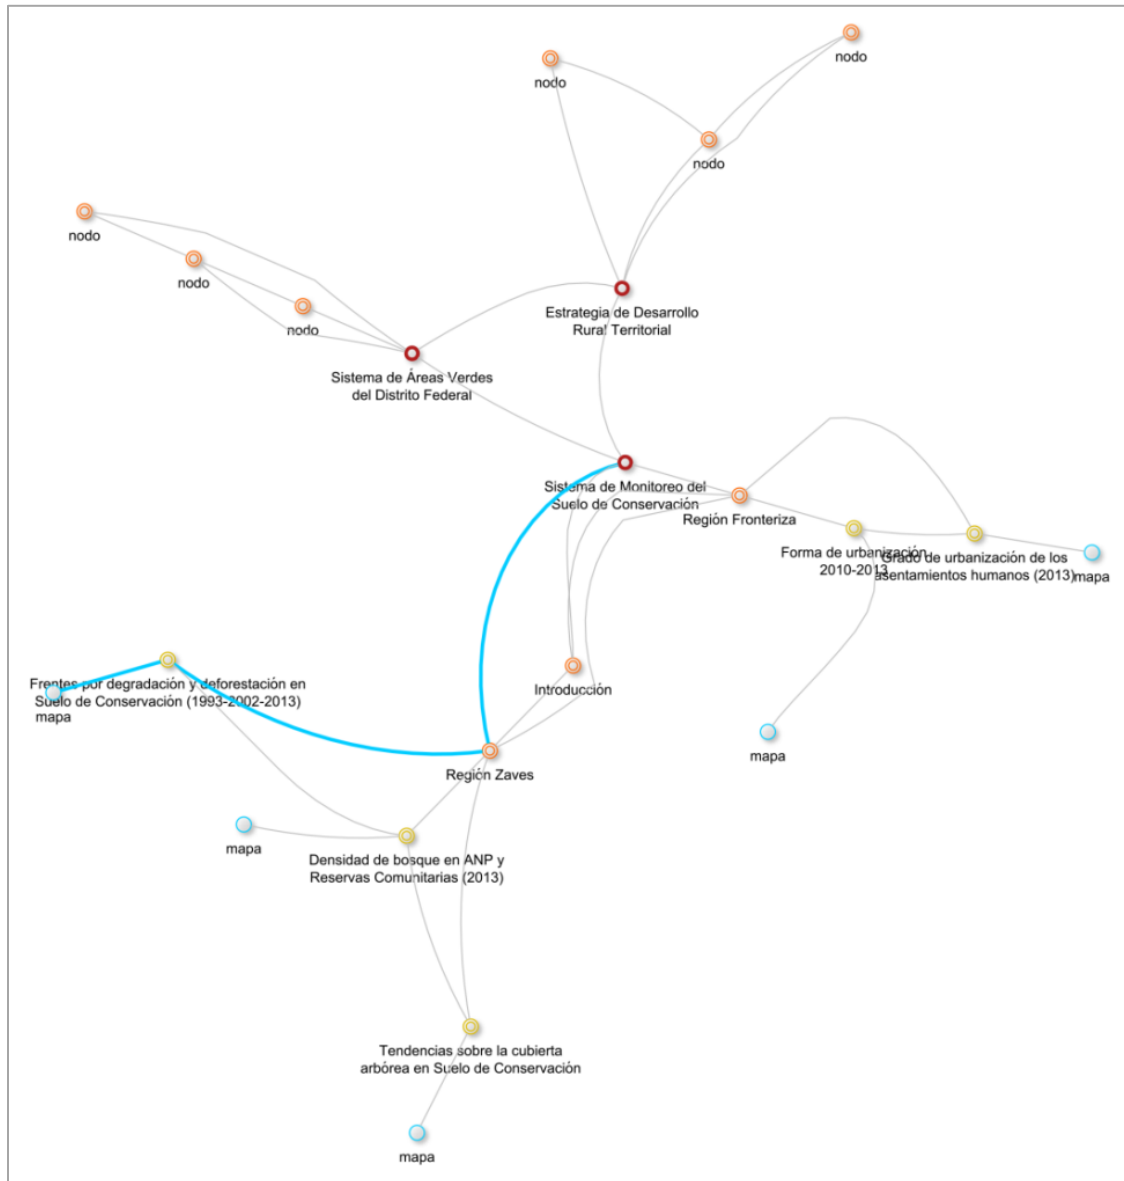 nodo
nodo
nodo
nodo
nodo
nodo
Estrategia de Desarrollo
Rural Territorial
Sistema de Áreas Verdes
del Distrito Federal
Sistema de Monitoreo del
Suelo de Conservación
Región Fronteriza
Forma de urbanización
2010-2013
Grado de urbanización de los
asentamientos humanos (2013)
mapa
Introducción
Frentes por degradación y deforestación en
Suelo de Conservación (1993-2002-2013)
mapa
mapa
Región Zaves
mapa
Densidad de bosque en ANP y
Reservas Comunitarias (2013)
Tendencias sobre la cubierta
arbórea en Suelo de Conservación
mapa